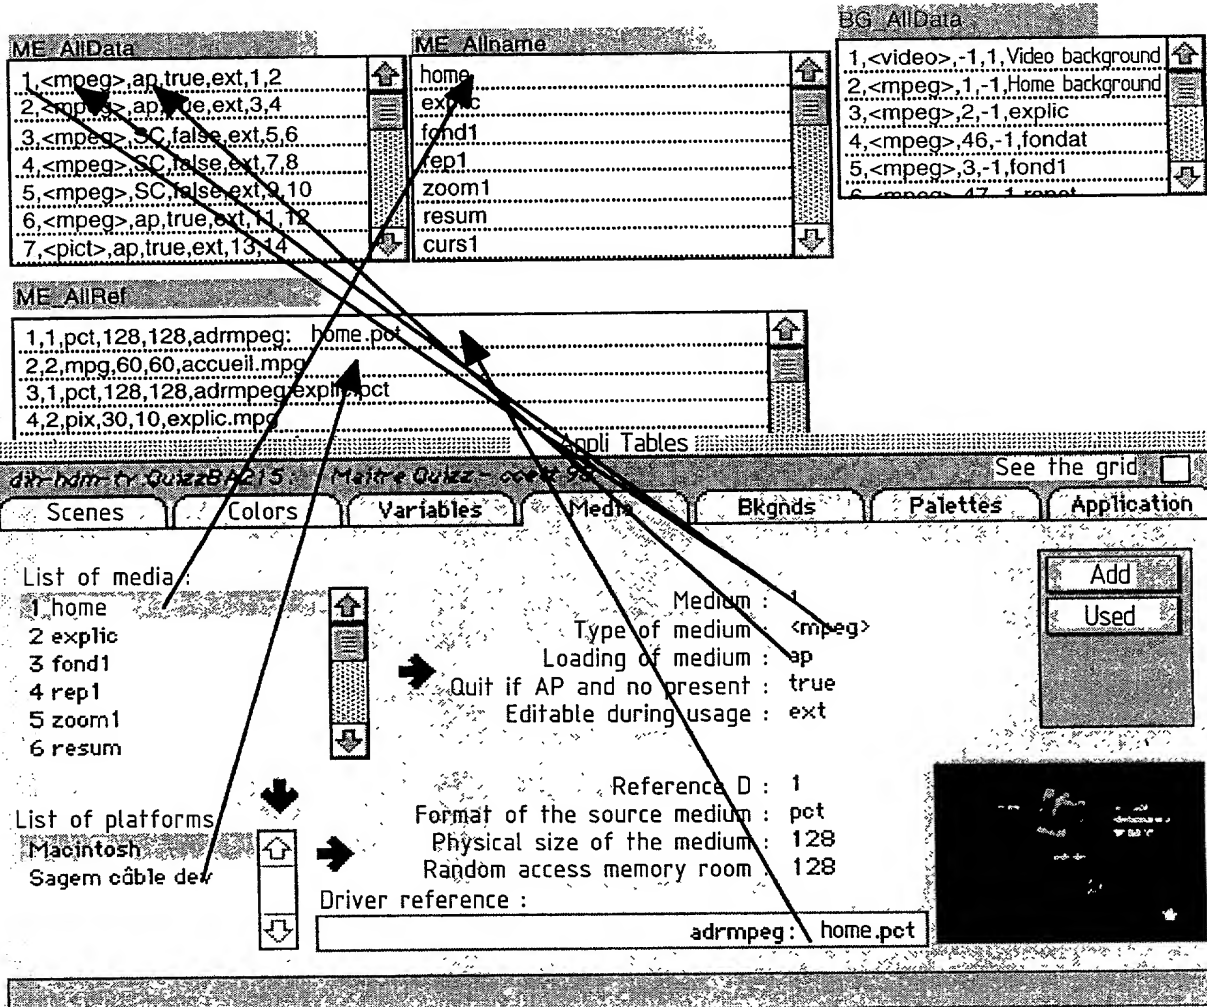 ME_AllData
1,<mpeg>,ap,true,ext,1,2
2,<mpeg>,ap,true,ext,3,4
3,<mpeg>,SC,false,ext,5,6
4,<mpeg>,SC,false,ext,7,8
5,<mpeg>,SC,false,ext,9,10
6,<mpeg>,ap,true,ext,11,12
7,<pict>,ap,true,ext,13,14
ME_Allname
home
explic
fond1
rep1
zoom1
resum
curs1
BG_AllData
1,<video>,-1,1,Video background
2,<mpeg>,1,-1,Home background
3,<mpeg>,2,-1,explic
4,<mpeg>,46,-1,fondat
5,<mpeg>,3,-1,fond1
ME_AllRef
1,1,pct,128,128,adrmpeg: home.pct
2,2,mpg,60,60,accueil.mpg
3,1,pct,128,128,adrmpeg:explic.pct
4,2,pix,30,10,explic.mpg
Appli Tables
See the grid
Scenes Colors Variables Media Bkgnds Palettes Application
List of media :
1 home
2 explic
3 fond1
4 rep1
5 zoom1
6 resum
Medium : 1
Type of medium : <mpeg>
Loading of medium : ap
Quit if AP and no present : true
Editable during usage : ext
Add
Used
List of platforms
Macintosh
Sagem câble dev
Reference D : 1
Format of the source medium : pct
Physical size of the medium : 128
Random access memory room : 128
Driver reference :
adrmpeg: home.pct